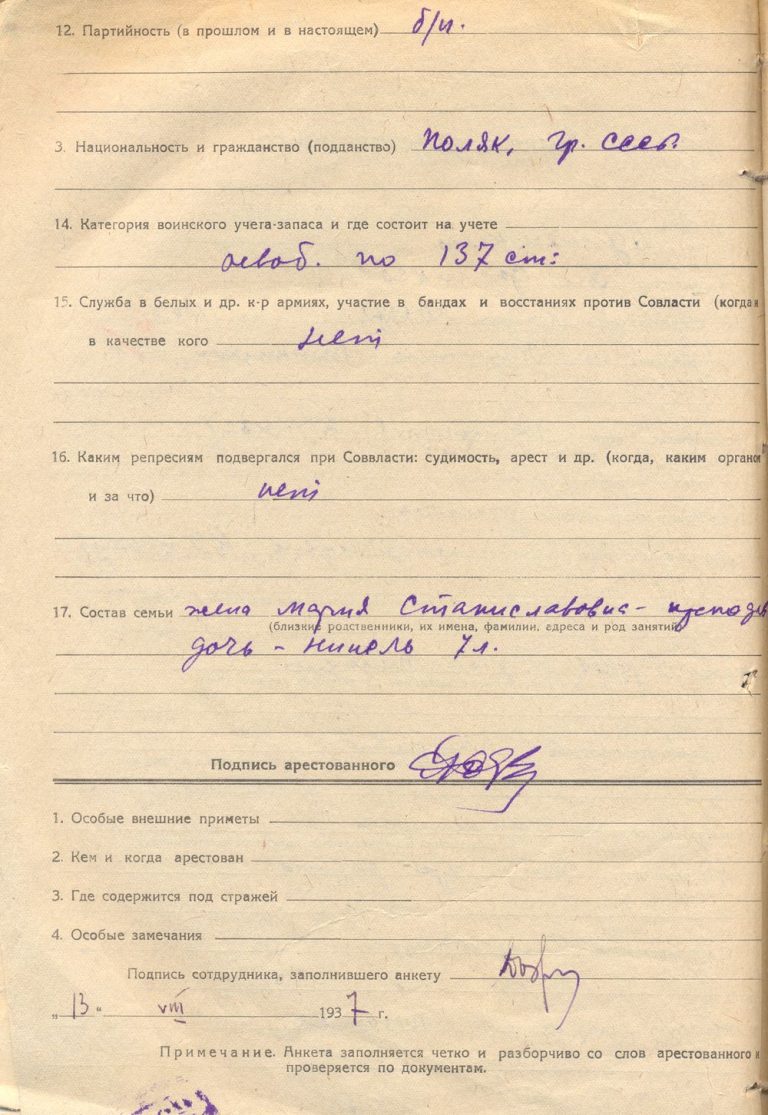 12. Партийность (в прошлом и в настоящем) б/п.
3. Национальность и гражданство (подданство) Поляк, гр. СССР.
14. Категория воинского учега-запаса и где состоит на учете
освоб. по 137 ст:
15. Служба в белых и др. к-р армиях, участие в бандах и восстаниях против Совласти (когда и
в качестве кого нет
16. Каким репресиям подвергался при Соввласти: судимость, арест и др. (когда, каким органом
и за что) нет
17. Состав семьи жена Мария Станиславовна – преподав
(близкие родственники, их имена, фамилии, адреса и род занятий)
дочь – Нинель 7 л.
Подпись арестованного
1. Особые внешние приметы
2. Кем и когда арестован
3. Где содержится под стражей
4. Особые замечания
Подпись сотдрудника, заполнившего анкету
„13“ VIII 1937 г.
Примечание. Анкета заполняется четко и разборчиво со слов арестованного и
проверяется по документам.